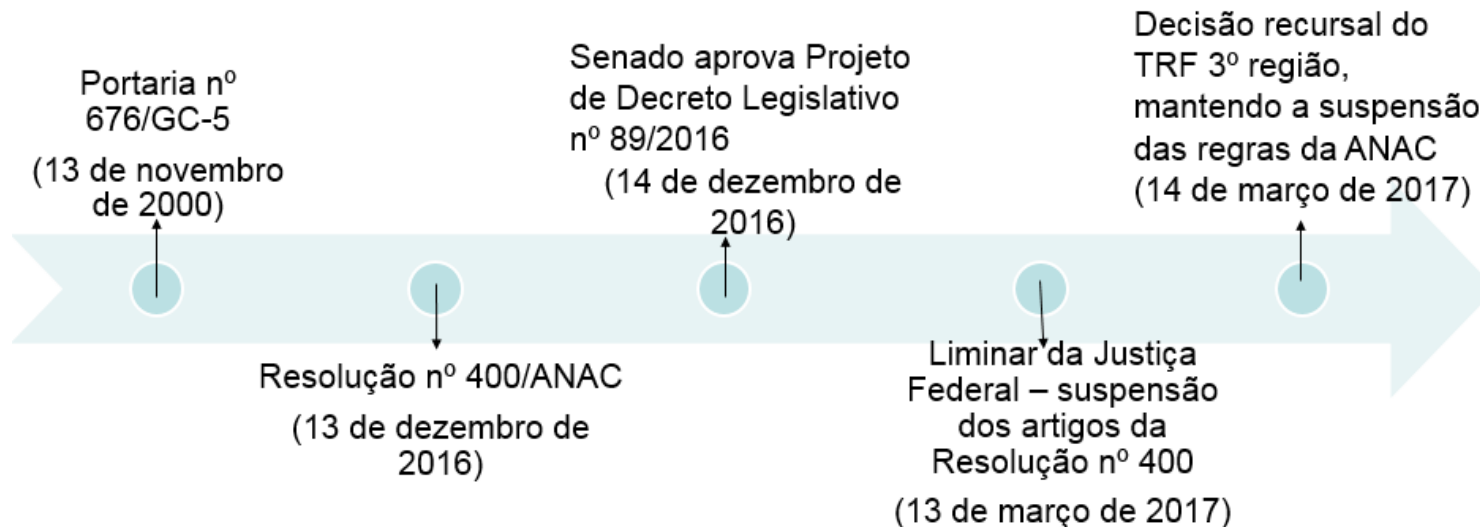 Portaria nº
676/GC-5
(13 de novembro
de 2000)
Resolução nº 400/ANAC
(13 de dezembro de
2016)
Senado aprova Projeto
de Decreto Legislativo
nº 89/2016
(14 de dezembro de
2016)
Liminar da Justiça
Federal – suspensão
dos artigos da
Resolução nº 400
(13 de março de 2017)
Decisão recursal do
TRF 3º região,
mantendo a suspensão
das regras da ANAC
(14 de março de 2017)